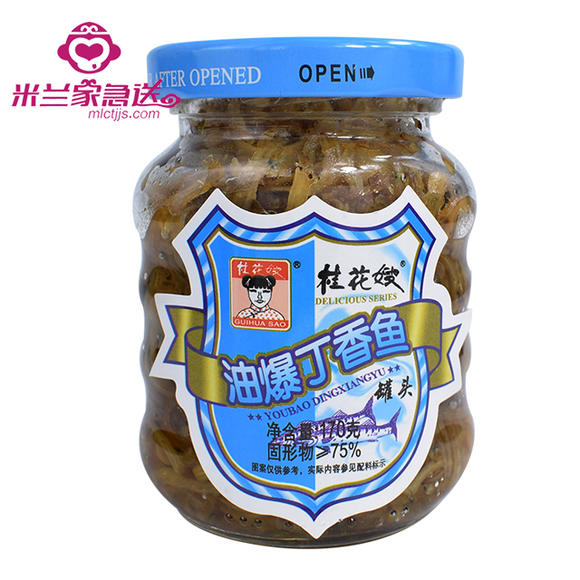 AFTER OPENED OPEN
米兰家急送
mlctjjs.com
桂花嫂®
GUIHUA SAO
桂花嫂®
DELICIOUS SERIES
油爆丁香鱼
★★ YOUBAO DINGXIANGYU ★★
罐头
净含量170克
固形物≥75%
图案仅供参考，实际内容参见配料标示